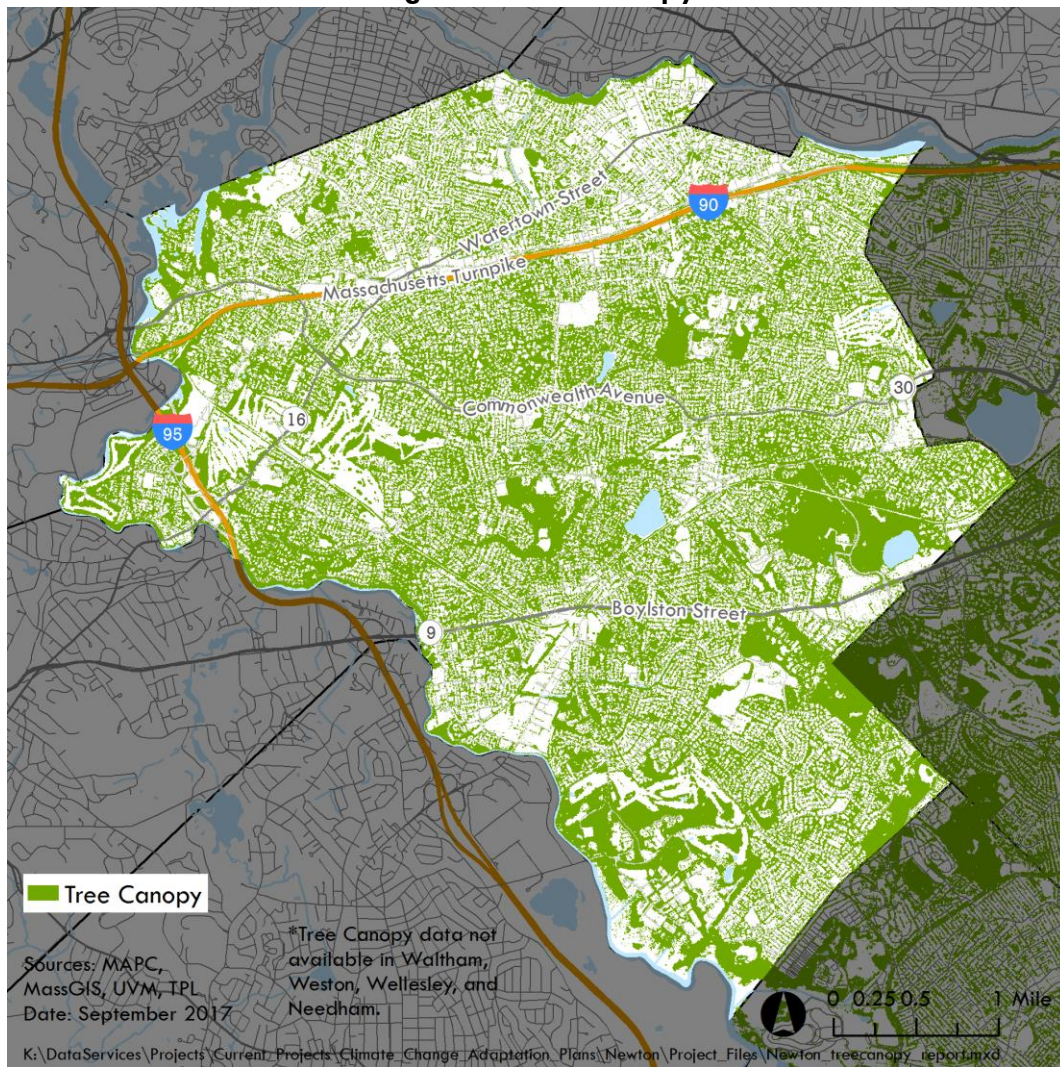 Watertown Street
90
Massachusetts Turnpike
30
Commonwealth Avenue
16
95
Boylston Street
9
Tree Canopy
*Tree Canopy data not
available in Waltham,
Weston, Wellesley, and
Needham.
Sources: MAPC,
MassGIS, UVM, TPL
Date: September 2017
0 0.25 0.5 1 Mile
K:\DataServices\Projects\Current_Projects_Climate_Change_Adaptation_Plans\Newton\Project_Files\Newton_treecanopy_report.mxd